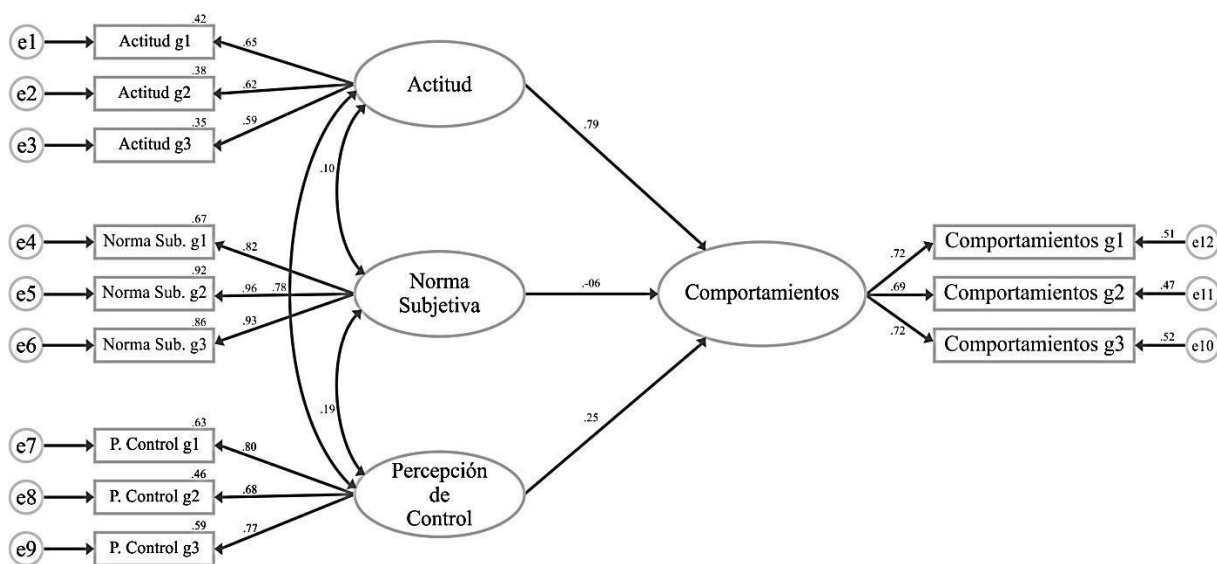 .42
e1
Actitud g1
.65
.38
e2
Actitud g2
.62
.35
e3
Actitud g3
.59
Actitud
.79
.10
.67
e4
Norma Sub. g1
.82
.92
e5
Norma Sub. g2
.96
.78
.86
e6
Norma Sub. g3
.93
Norma
Subjetiva
.-06
Comportamientos
.72
Comportamientos g1
.51
e12
.69
Comportamientos g2
.47
e11
.72
Comportamientos g3
.52
e10
.19
.25
.63
e7
P. Control g1
.80
.46
e8
P. Control g2
.68
.59
e9
P. Control g3
.77
Percepción
de
Control